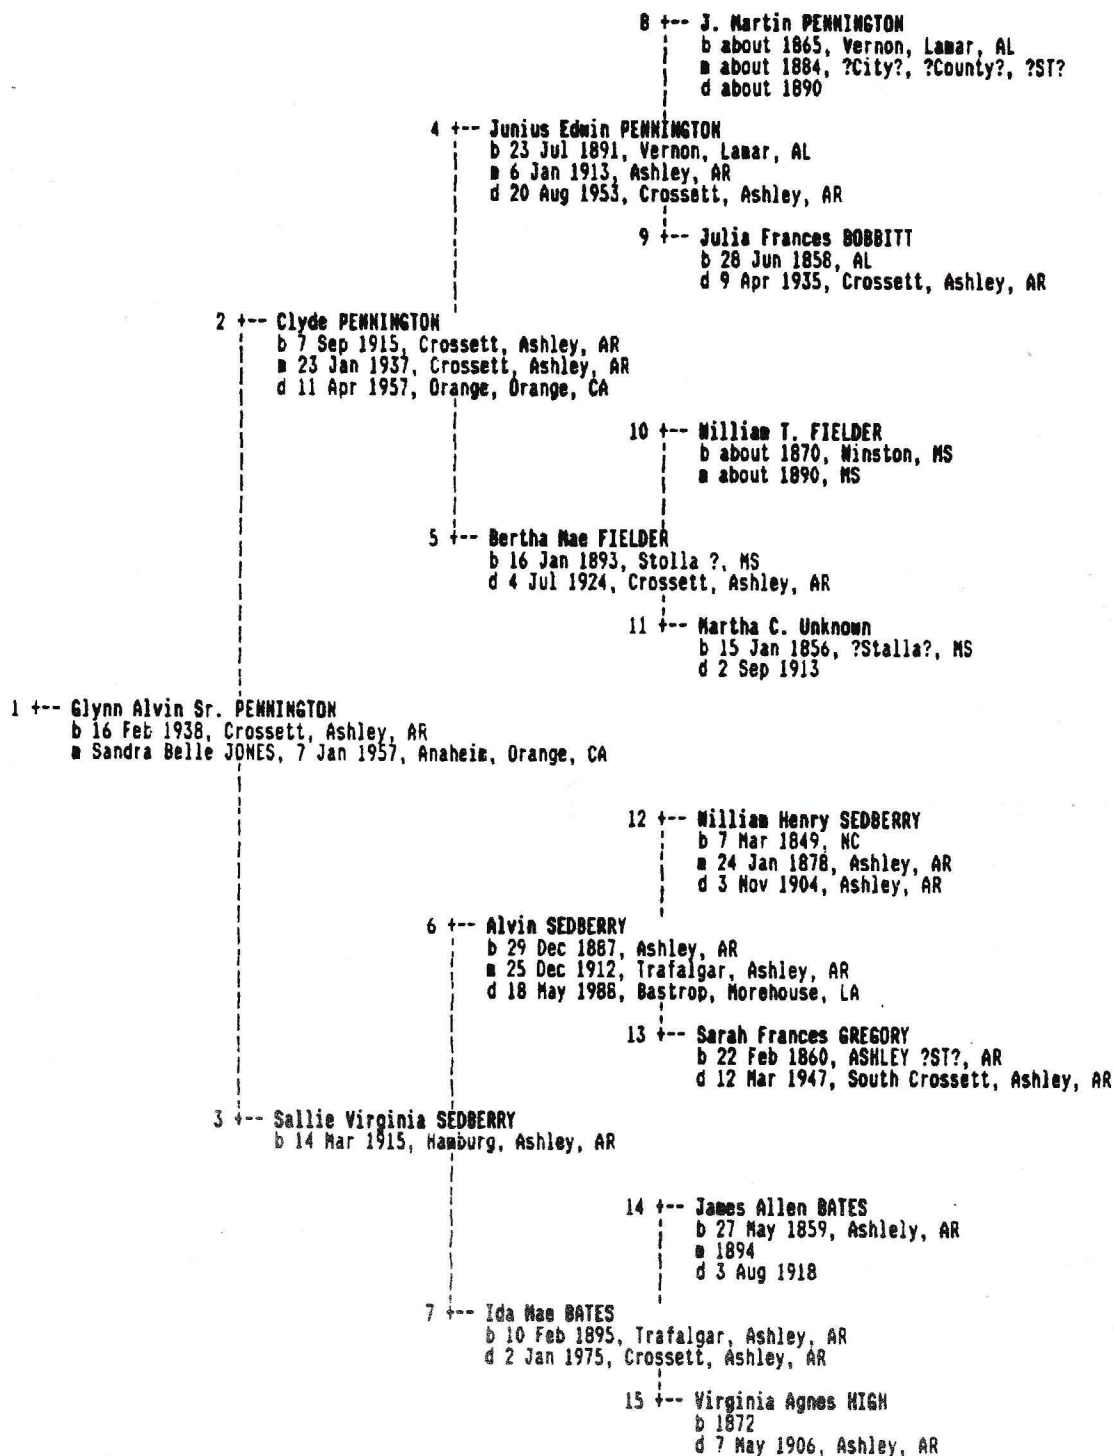 8 +-- J. Martin PENNINGTON
b about 1865, Vernon, Lamar, AL
m about 1884, ?City?, ?County?, ?ST?
d about 1890
4 +-- Junius Edwin PENNINGTON
b 23 Jul 1891, Vernon, Lamar, AL
m 6 Jan 1913, Ashley, AR
d 20 Aug 1953, Crossett, Ashley, AR
9 +-- Julia Frances BOBBITT
b 28 Jun 1858, AL
d 9 Apr 1935, Crossett, Ashley, AR
2 +-- Clyde PENNINGTON
b 7 Sep 1915, Crossett, Ashley, AR
m 23 Jan 1937, Crossett, Ashley, AR
d 11 Apr 1957, Orange, Orange, CA
10 +-- William T. FIELDER
b about 1870, Winston, MS
m about 1890, MS
5 +-- Bertha Mae FIELDER
b 16 Jan 1893, Stolla ?, MS
d 4 Jul 1924, Crossett, Ashley, AR
11 +-- Martha C. Unknown
b 15 Jan 1856, ?Stalla?, MS
d 2 Sep 1913
1 +-- Glynn Alvin Sr. PENNINGTON
b 16 Feb 1938, Crossett, Ashley, AR
m Sandra Belle JONES, 7 Jan 1957, Anaheim, Orange, CA
12 +-- William Henry SEDBERRY
b 7 Mar 1849, NC
m 24 Jan 1878, Ashley, AR
d 3 Nov 1904, Ashley, AR
6 +-- Alvin SEDBERRY
b 29 Dec 1887, Ashley, AR
m 25 Dec 1912, Trafalgar, Ashley, AR
d 18 May 1988, Bastrop, Morehouse, LA
13 +-- Sarah Frances GREGORY
b 22 Feb 1860, ASHLEY ?ST?, AR
d 12 Mar 1947, South Crossett, Ashley, AR
3 +-- Sallie Virginia SEDBERRY
b 14 Mar 1915, Hamburg, Ashley, AR
14 +-- James Allen BATES
b 27 May 1859, Ashlely, AR
m 1894
d 3 Aug 1918
7 +-- Ida Mae BATES
b 10 Feb 1895, Trafalgar, Ashley, AR
d 2 Jan 1975, Crossett, Ashley, AR
15 +-- Virginia Agnes HIGH
b 1872
d 7 May 1906, Ashley, AR